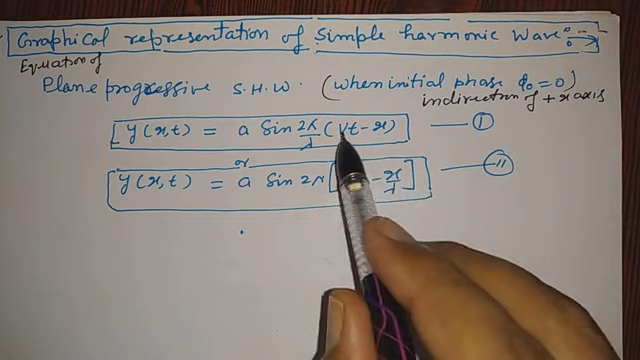 Graphical representation of Simple harmonic wave:-
Equation of
Plane progressive S.H.W. (when initial phase φ₀ = 0)
in direction of + x axis
y(x,t) = a Sin 2π/λ (Vt - x) — I
or
y(x,t) = a Sin 2π [ - x/λ ] — II